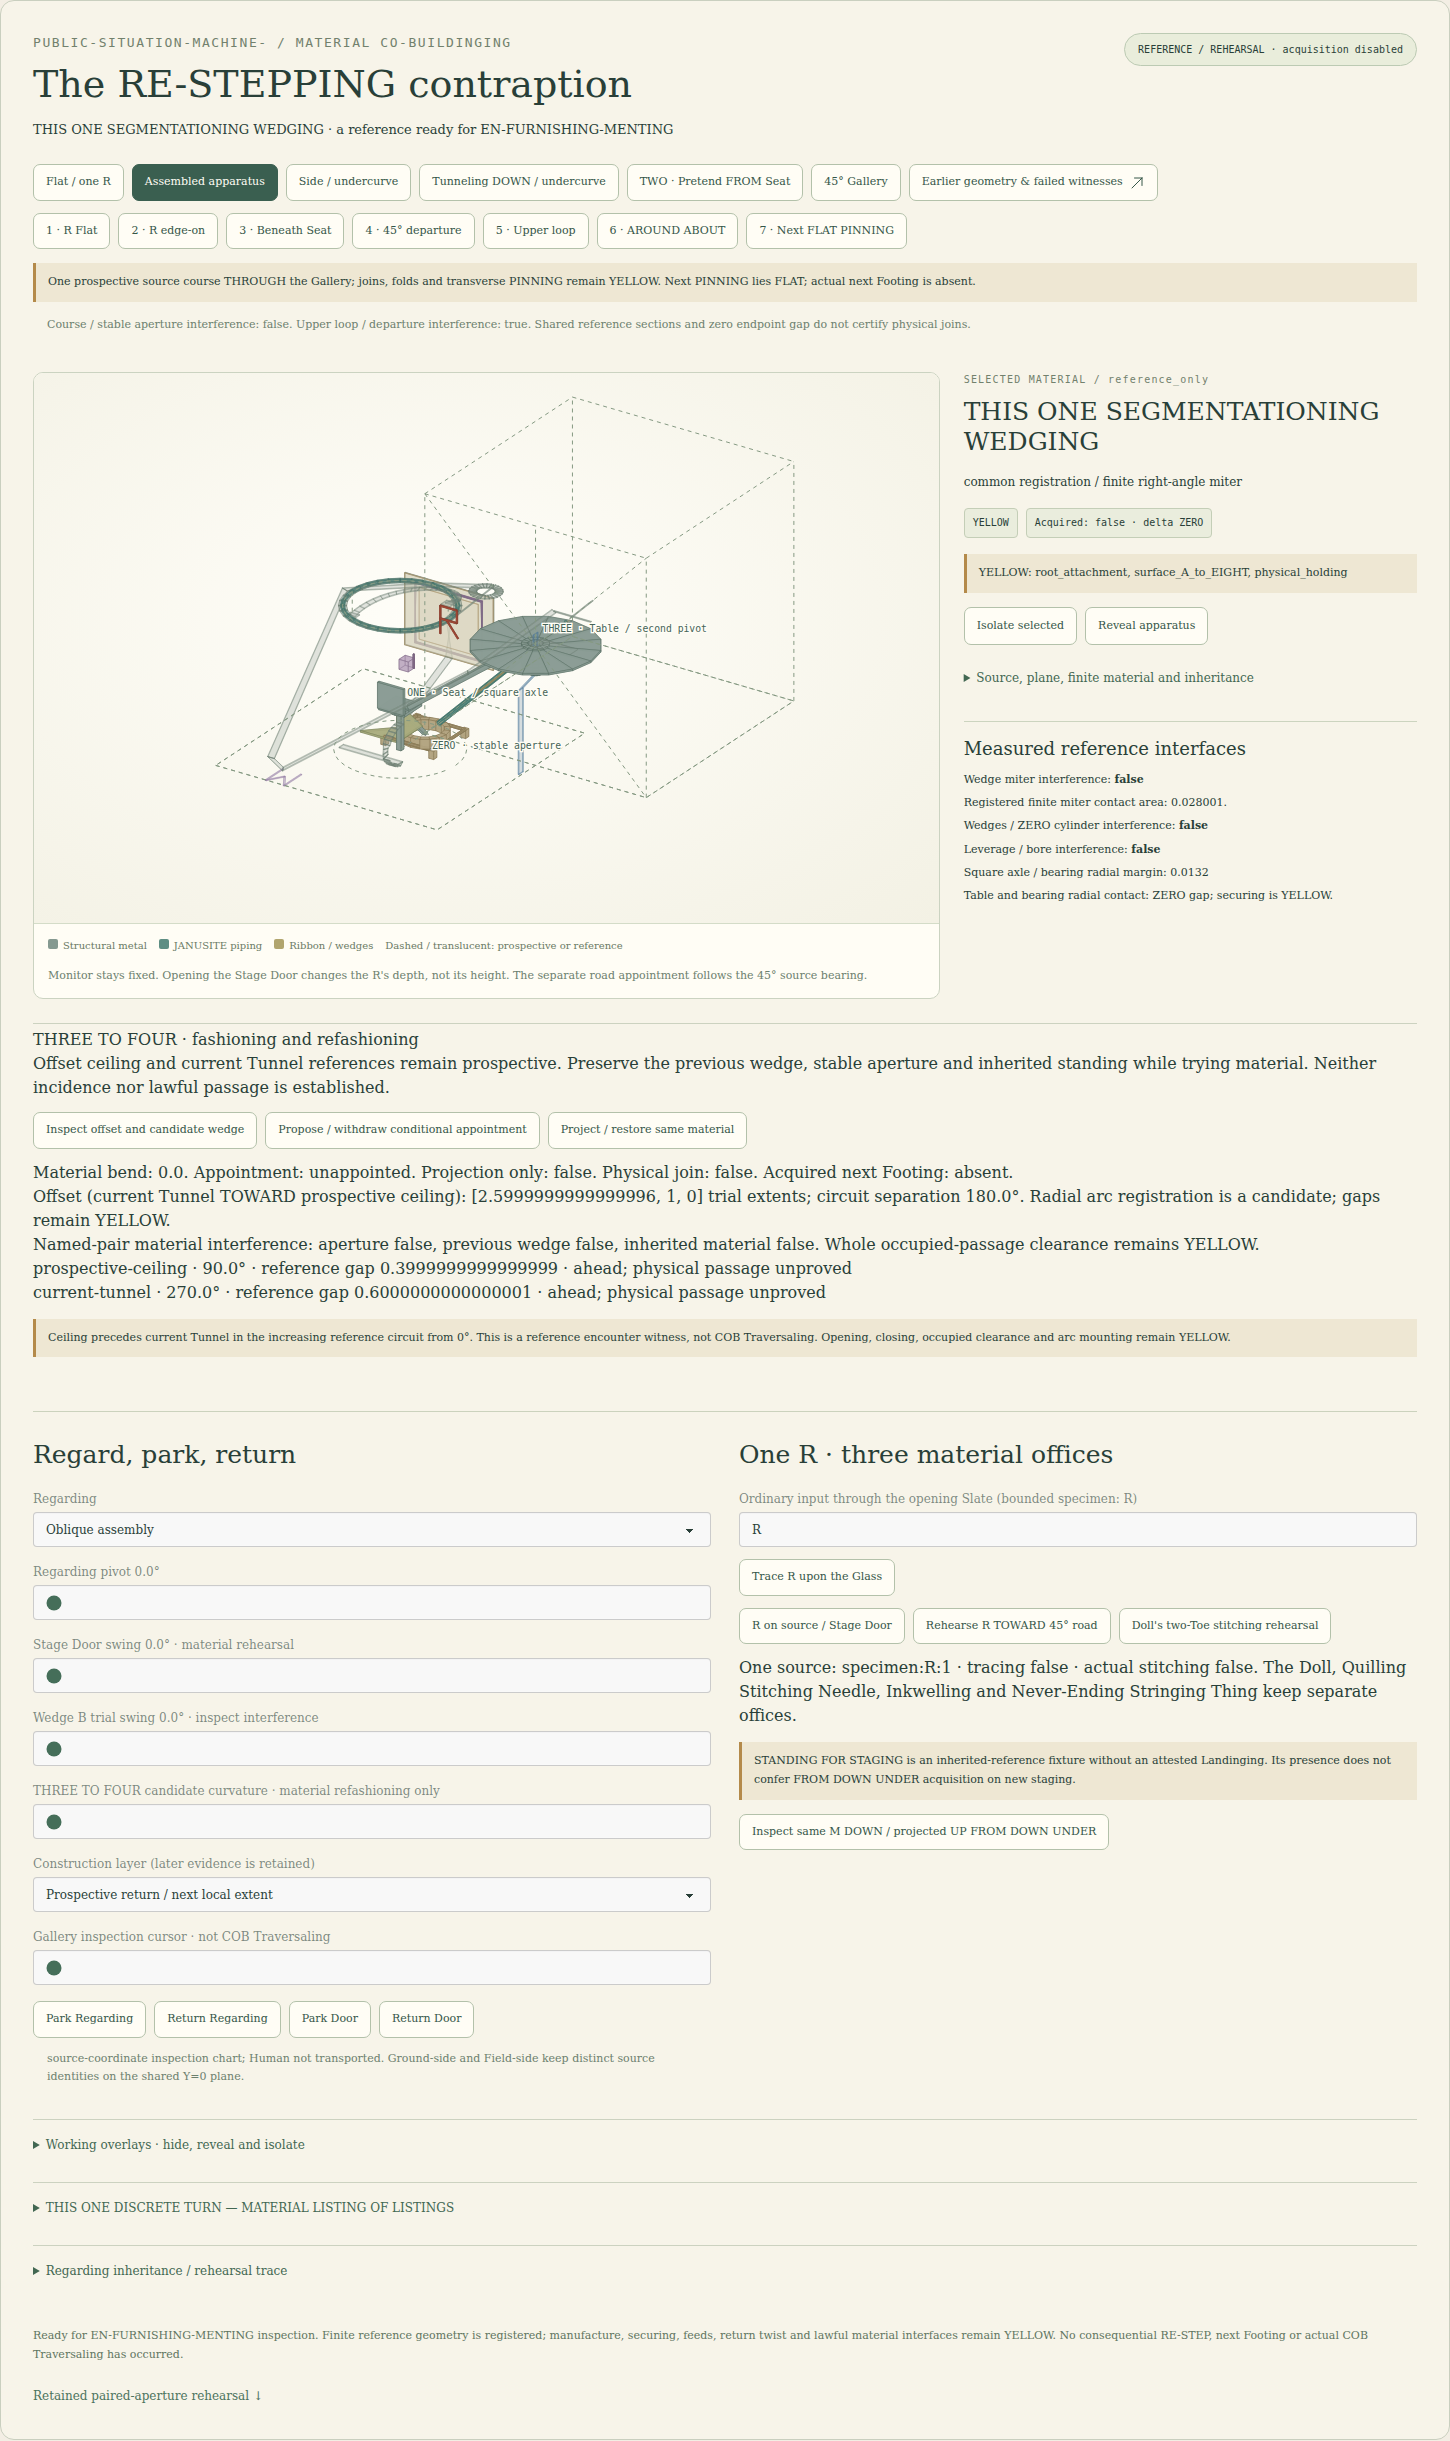 PUBLIC-SITUATION-MACHINE- / MATERIAL CO-BUILDINGING
REFERENCE / REHEARSAL · acquisition disabled
The RE-STEPPING contraption
THIS ONE SEGMENTATIONING WEDGING · a reference ready for EN-FURNISHING-MENTING
Flat / one R
Assembled apparatus
Side / undercurve
Tunneling DOWN / undercurve
TWO · Pretend FROM Seat
45° Gallery
Earlier geometry & failed witnesses
1 · R Flat
2 · R edge-on
3 · Beneath Seat
4 · 45° departure
5 · Upper loop
6 · AROUND ABOUT
7 · Next FLAT PINNING
One prospective source course THROUGH the Gallery; joins, folds and transverse PINNING remain YELLOW. Next PINNING lies FLAT; actual next Footing is absent.
Course / stable aperture interference: false. Upper loop / departure interference: true. Shared reference sections and zero endpoint gap do not certify physical joins.
THREE · Table / second pivot
ONE · Seat / square axle
ZERO · stable aperture
Structural metal
JANUSITE piping
Ribbon / wedges
Dashed / translucent: prospective or reference
Monitor stays fixed. Opening the Stage Door changes the R's depth, not its height. The separate road appointment follows the 45° source bearing.
SELECTED MATERIAL / reference_only
THIS ONE SEGMENTATIONING
WEDGING
common registration / finite right-angle miter
YELLOW
Acquired: false · delta ZERO
YELLOW: root_attachment, surface_A_to_EIGHT, physical_holding
Isolate selected
Reveal apparatus
Source, plane, finite material and inheritance
Measured reference interfaces
Wedge miter interference: false
Registered finite miter contact area: 0.028001.
Wedges / ZERO cylinder interference: false
Leverage / bore interference: false
Square axle / bearing radial margin: 0.0132
Table and bearing radial contact: ZERO gap; securing is YELLOW.
THREE TO FOUR · fashioning and refashioning
Offset ceiling and current Tunnel references remain prospective. Preserve the previous wedge, stable aperture and inherited standing while trying material. Neither
incidence nor lawful passage is established.
Inspect offset and candidate wedge
Propose / withdraw conditional appointment
Project / restore same material
Material bend: 0.0. Appointment: unappointed. Projection only: false. Physical join: false. Acquired next Footing: absent.
Offset (current Tunnel TOWARD prospective ceiling): [2.5999999999999996, 1, 0] trial extents; circuit separation 180.0°. Radial arc registration is a candidate; gaps
remain YELLOW.
Named-pair material interference: aperture false, previous wedge false, inherited material false. Whole occupied-passage clearance remains YELLOW.
prospective-ceiling · 90.0° · reference gap 0.3999999999999999 · ahead; physical passage unproved
current-tunnel · 270.0° · reference gap 0.6000000000000001 · ahead; physical passage unproved
Ceiling precedes current Tunnel in the increasing reference circuit from 0°. This is a reference encounter witness, not COB Traversaling. Opening, closing, occupied clearance and arc mounting remain YELLOW.
Regard, park, return
Regarding
Oblique assembly
Regarding pivot 0.0°
Stage Door swing 0.0° · material rehearsal
Wedge B trial swing 0.0° · inspect interference
THREE TO FOUR candidate curvature · material refashioning only
Construction layer (later evidence is retained)
Prospective return / next local extent
Gallery inspection cursor · not COB Traversaling
Park Regarding
Return Regarding
Park Door
Return Door
source-coordinate inspection chart; Human not transported. Ground-side and Field-side keep distinct source
identities on the shared Y=0 plane.
One R · three material offices
Ordinary input through the opening Slate (bounded specimen: R)
R
Trace R upon the Glass
R on source / Stage Door
Rehearse R TOWARD 45° road
Doll's two-Toe stitching rehearsal
One source: specimen:R:1 · tracing false · actual stitching false. The Doll, Quilling
Stitching Needle, Inkwelling and Never-Ending Stringing Thing keep separate
offices.
STANDING FOR STAGING is an inherited-reference fixture without an attested Landinging. Its presence does not
confer FROM DOWN UNDER acquisition on new staging.
Inspect same M DOWN / projected UP FROM DOWN UNDER
Working overlays · hide, reveal and isolate
THIS ONE DISCRETE TURN — MATERIAL LISTING OF LISTINGS
Regarding inheritance / rehearsal trace
Ready for EN-FURNISHING-MENTING inspection. Finite reference geometry is registered; manufacture, securing, feeds, return twist and lawful material interfaces remain YELLOW. No consequential RE-STEP, next Footing or actual COB
Traversaling has occurred.
Retained paired-aperture rehearsal ↓